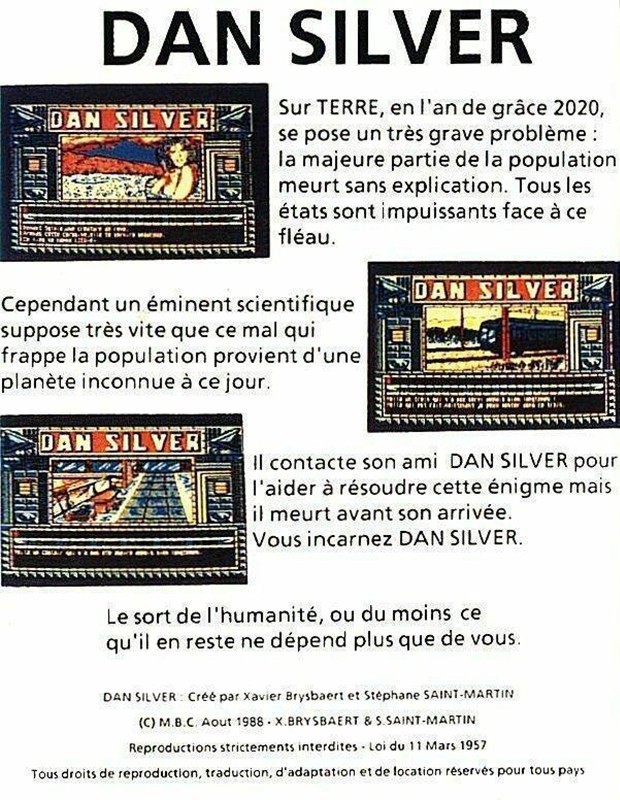 DAN SILVER
DAN SILVER
Sur TERRE, en l'an de grâce 2020,
se pose un très grave problème :
la majeure partie de la population
meurt sans explication. Tous les
états sont impuissants face à ce
fléau.
DAN SILVER
Cependant un éminent scientifique
suppose très vite que ce mal qui
frappe la population provient d'une
planète inconnue à ce jour.
DAN SILVER
Il contacte son ami DAN SILVER pour
l'aider à résoudre cette énigme mais
il meurt avant son arrivée.
Vous incarnez DAN SILVER.
Le sort de l'humanité, ou du moins ce
qu'il en reste ne dépend plus que de vous.
DAN SILVER : Créé par Xavier Brysbaert et Stéphane SAINT-MARTIN
(C) M.B.C. Aout 1988 - X.BRYSBAERT & S.SAINT-MARTIN
Reproductions strictements interdites - Loi du 11 Mars 1957
Tous droits de reproduction, traduction, d'adaptation et de location réservés pour tous pays